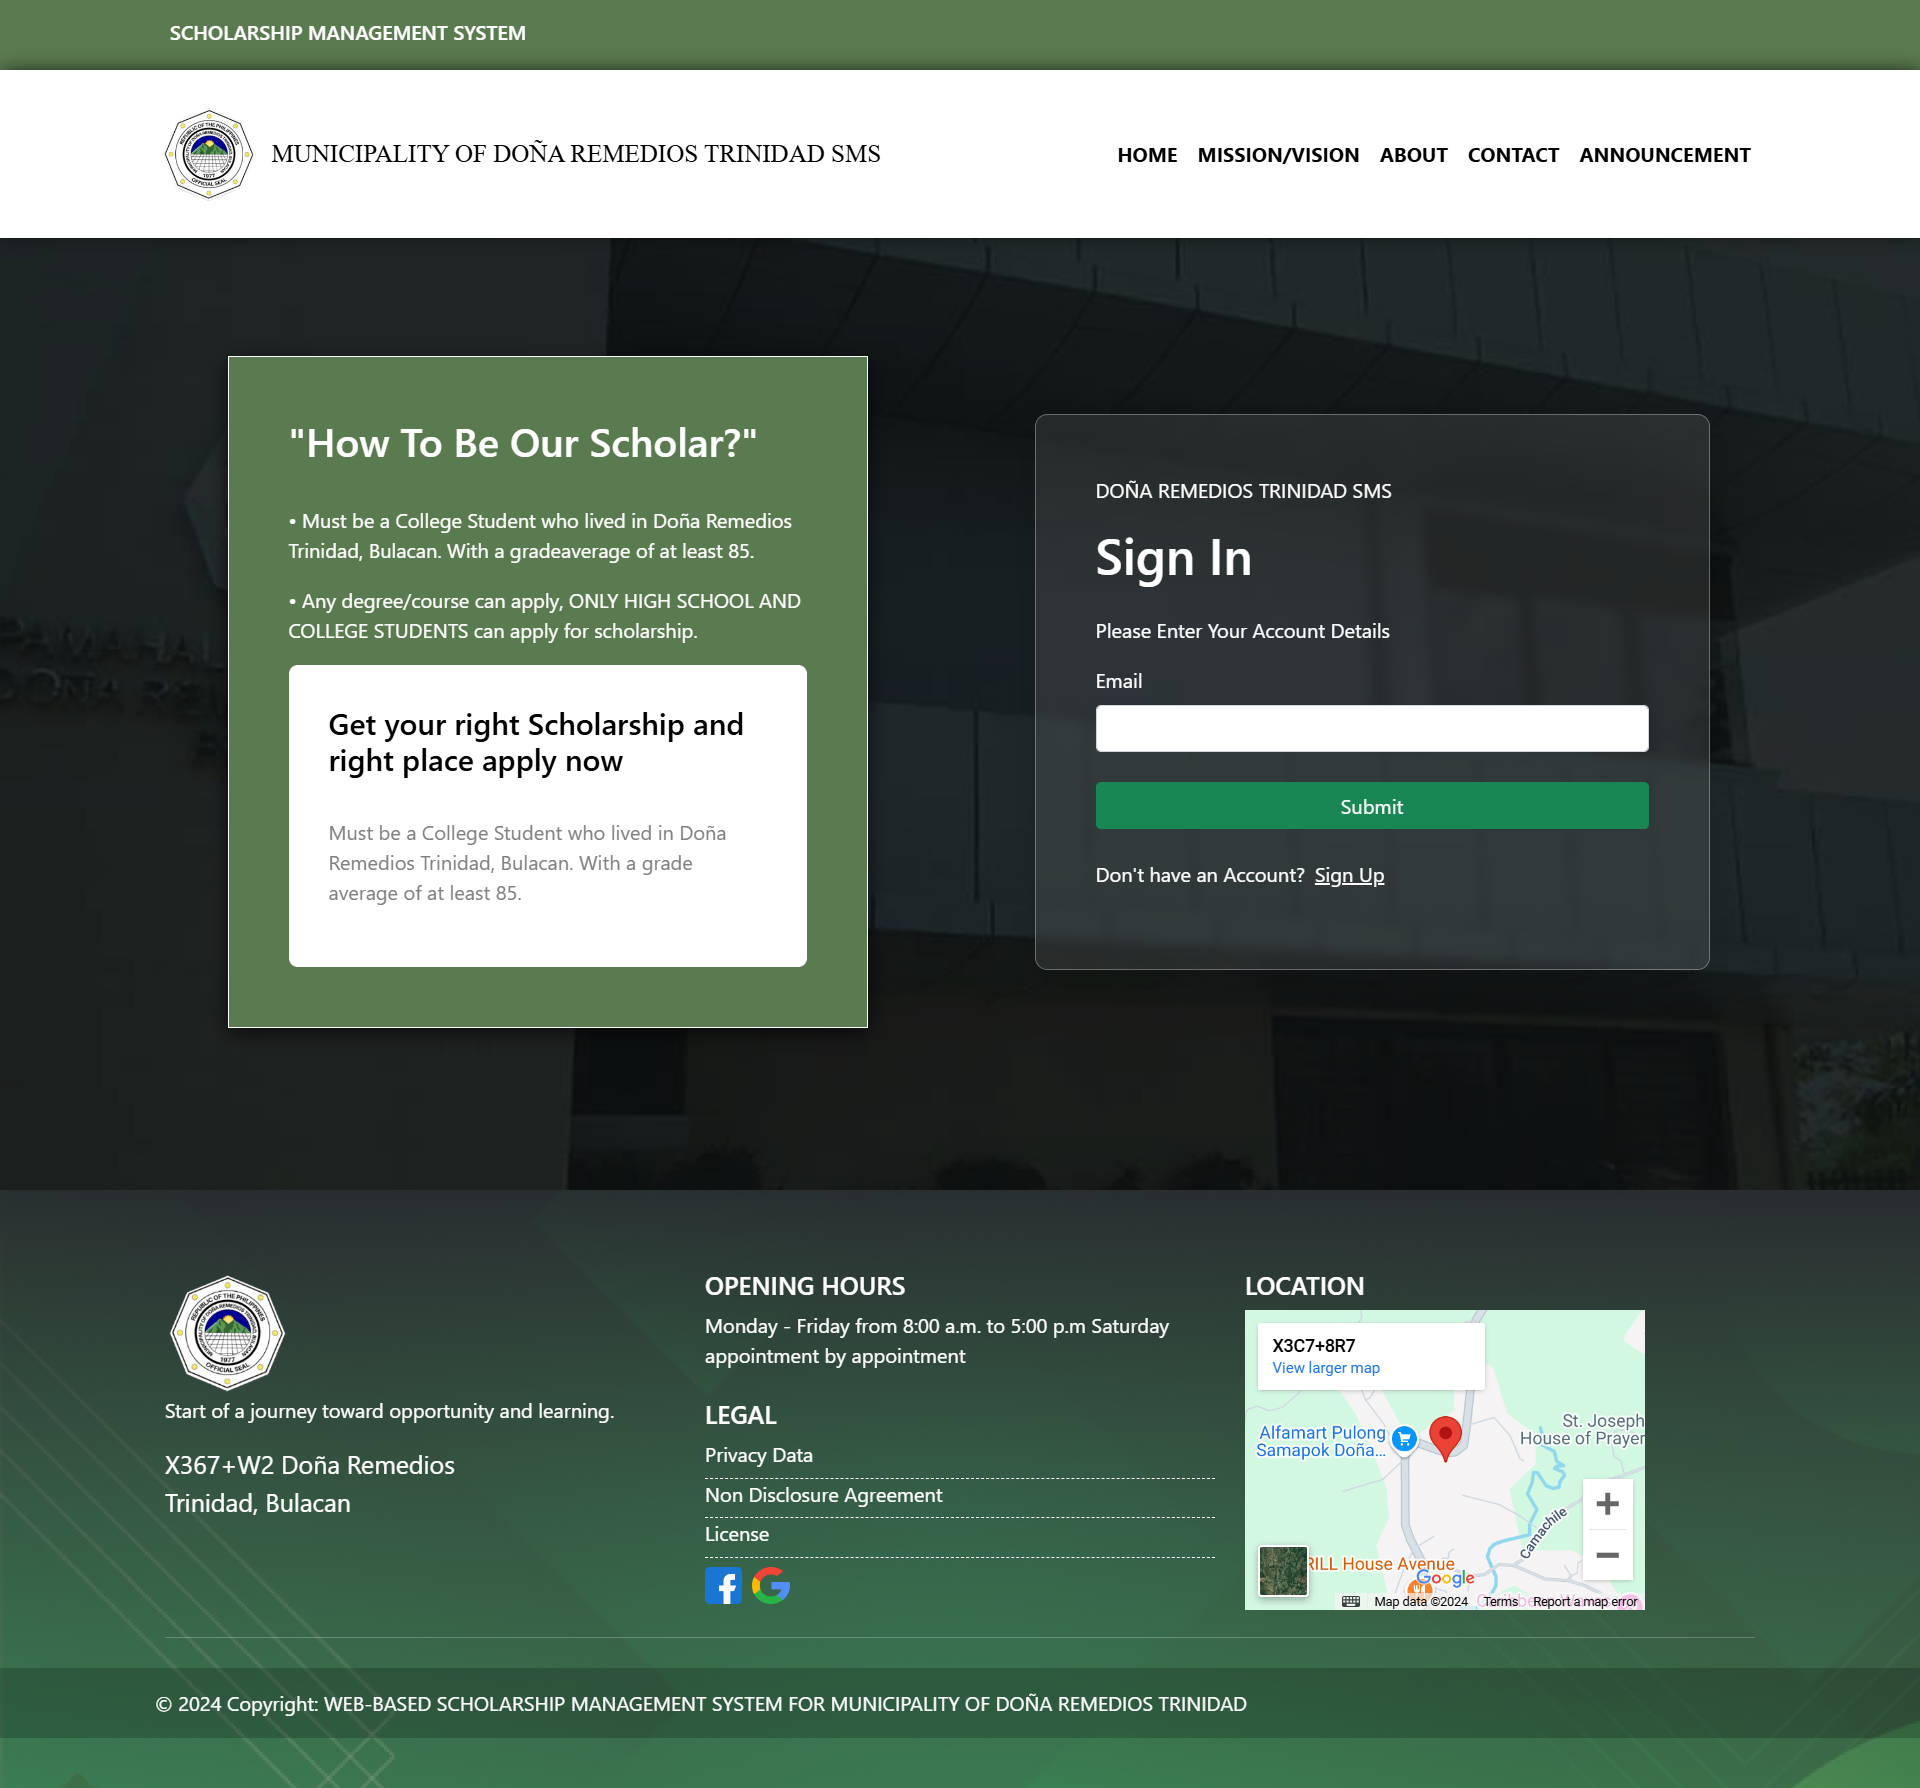 SCHOLARSHIP MANAGEMENT SYSTEM
MUNICIPALITY OF DOÑA REMEDIOS TRINIDAD SMS
HOME MISSION/VISION ABOUT CONTACT ANNOUNCEMENT
"How To Be Our Scholar?"
• Must be a College Student who lived in Doña Remedios
Trinidad, Bulacan. With a gradeaverage of at least 85.
• Any degree/course can apply, ONLY HIGH SCHOOL AND
COLLEGE STUDENTS can apply for scholarship.
Get your right Scholarship and
right place apply now
Must be a College Student who lived in Doña
Remedios Trinidad, Bulacan. With a grade
average of at least 85.
DOÑA REMEDIOS TRINIDAD SMS
Sign In
Please Enter Your Account Details
Email
Submit
Don't have an Account? Sign Up
REPUBLIC OF THE PHILIPPINES
1977
OFFICIAL SEAL
Start of a journey toward opportunity and learning.
X367+W2 Doña Remedios
Trinidad, Bulacan
OPENING HOURS
Monday - Friday from 8:00 a.m. to 5:00 p.m Saturday
appointment by appointment
LEGAL
Privacy Data
Non Disclosure Agreement
License
LOCATION
X3C7+8R7
View larger map
Alfamart Pulong
Samapok Doña...
St. Joseph
House of Prayer
Camachile
RILL House Avenue
Google
Map data ©2024 Terms Report a map error
© 2024 Copyright: WEB-BASED SCHOLARSHIP MANAGEMENT SYSTEM FOR MUNICIPALITY OF DOÑA REMEDIOS TRINIDAD